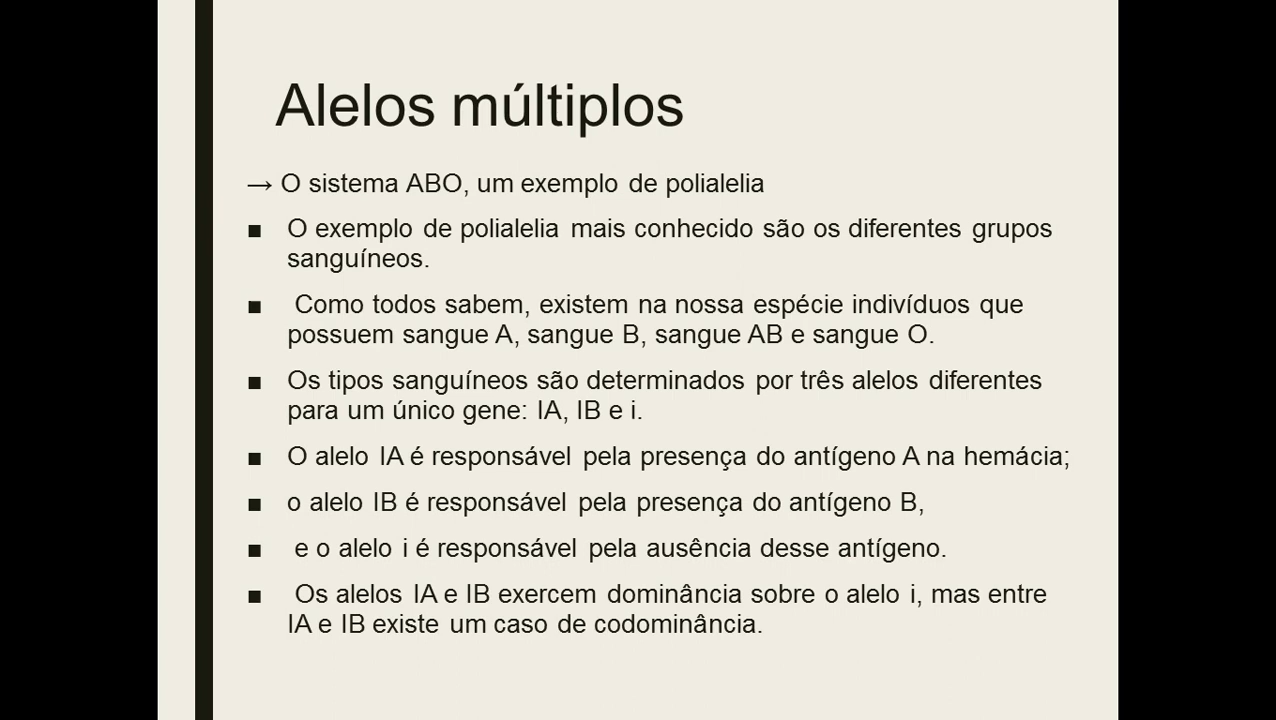 Alelos múltiplos
→ O sistema ABO, um exemplo de polialelia
■ O exemplo de polialelia mais conhecido são os diferentes grupos
sanguíneos.
■ Como todos sabem, existem na nossa espécie indivíduos que
possuem sangue A, sangue B, sangue AB e sangue O.
■ Os tipos sanguíneos são determinados por três alelos diferentes
para um único gene: IA, IB e i.
■ O alelo IA é responsável pela presença do antígeno A na hemácia;
■ o alelo IB é responsável pela presença do antígeno B,
■ e o alelo i é responsável pela ausência desse antígeno.
■ Os alelos IA e IB exercem dominância sobre o alelo i, mas entre
IA e IB existe um caso de codominância.